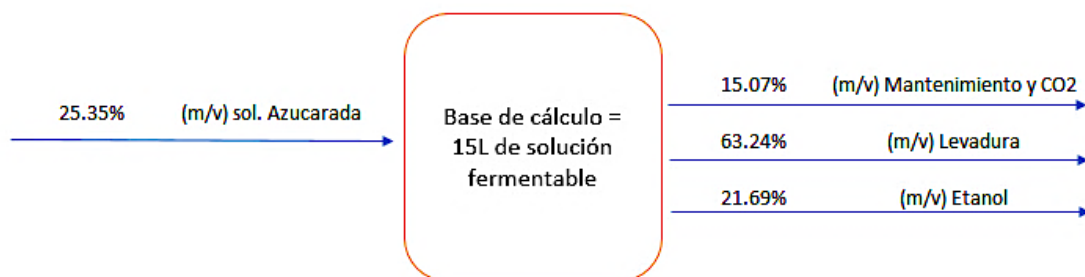 25.35% (m/v) sol. Azucarada
Base de cálculo =
15L de solución
fermentable
15.07% (m/v) Mantenimiento y CO2
63.24% (m/v) Levadura
21.69% (m/v) Etanol